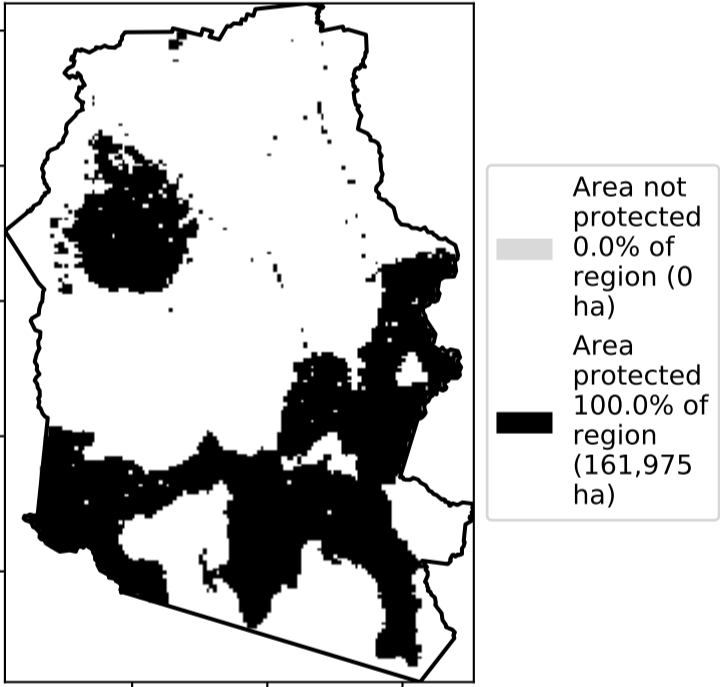 Area not
protected
0.0% of
region (0
ha)
Area
protected
100.0% of
region
(161,975
ha)